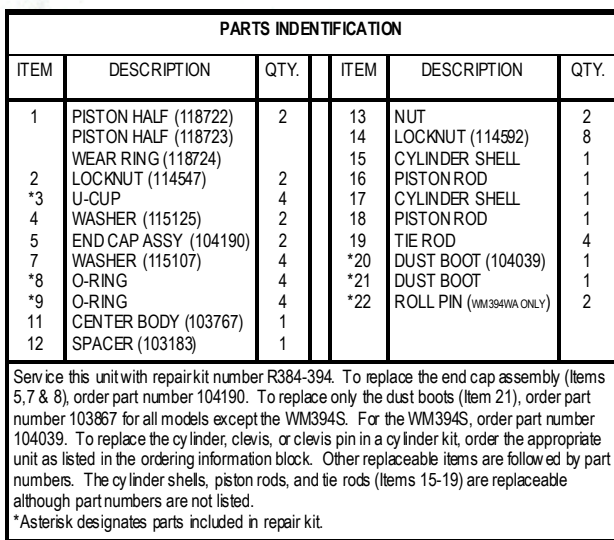 PARTS INDENTIFICATION
ITEM DESCRIPTION QTY. ITEM DESCRIPTION QTY.
1 PISTON HALF (118722) 2 13 NUT 2
PISTON HALF (118723) 14 LOCKNUT (114592) 8
WEAR RING (118724) 15 CYLINDER SHELL 1
2 LOCKNUT (114547) 2 16 PISTON ROD 1
*3 U-CUP 4 17 CYLINDER SHELL 1
4 WASHER (115125) 2 18 PISTON ROD 1
5 END CAP ASSY (104190) 2 19 TIE ROD 4
7 WASHER (115107) 4 *20 DUST BOOT (104039) 1
*8 O-RING 4 *21 DUST BOOT 1
*9 O-RING 4 *22 ROLL PIN (WM394WA ONLY) 2
11 CENTER BODY (103767) 1
12 SPACER (103183) 1
Service this unit with repair kit number R384-394. To replace the end cap assembly (Items
5,7 & 8), order part number 104190. To replace only the dust boots (Item 21), order part
number 103867 for all models except the WM394S. For the WM394S, order part number
104039. To replace the cylinder, clevis, or clevis pin in a cylinder kit, order the appropriate
unit as listed in the ordering information block. Other replaceable items are followed by part
numbers. The cylinder shells, piston rods, and tie rods (Items 15-19) are replaceable
although part numbers are not listed.
*Asterisk designates parts included in repair kit.